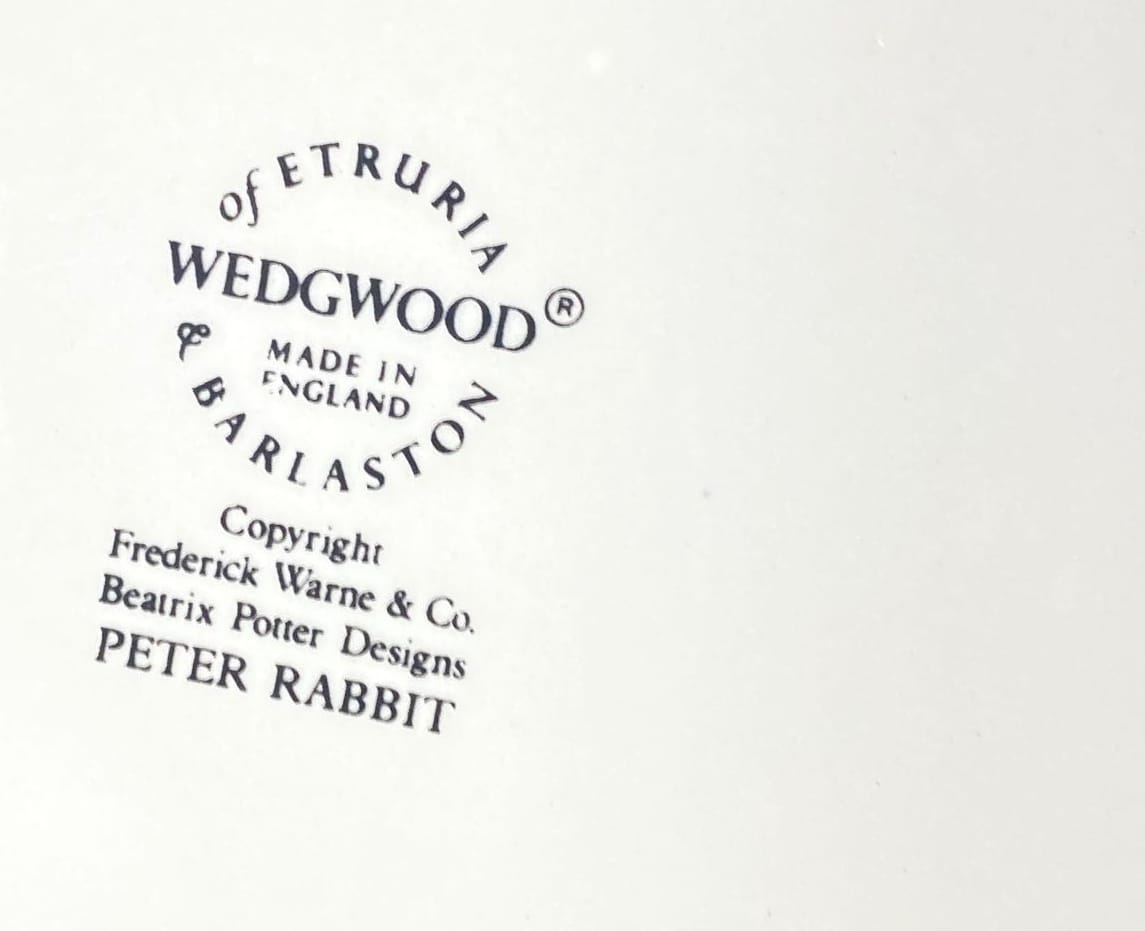 of ETRURIA
WEDGWOOD®
MADE IN
ENGLAND
& BARLASTON
Copyright
Frederick Warne & Co.
Beatrix Potter Designs
PETER RABBIT